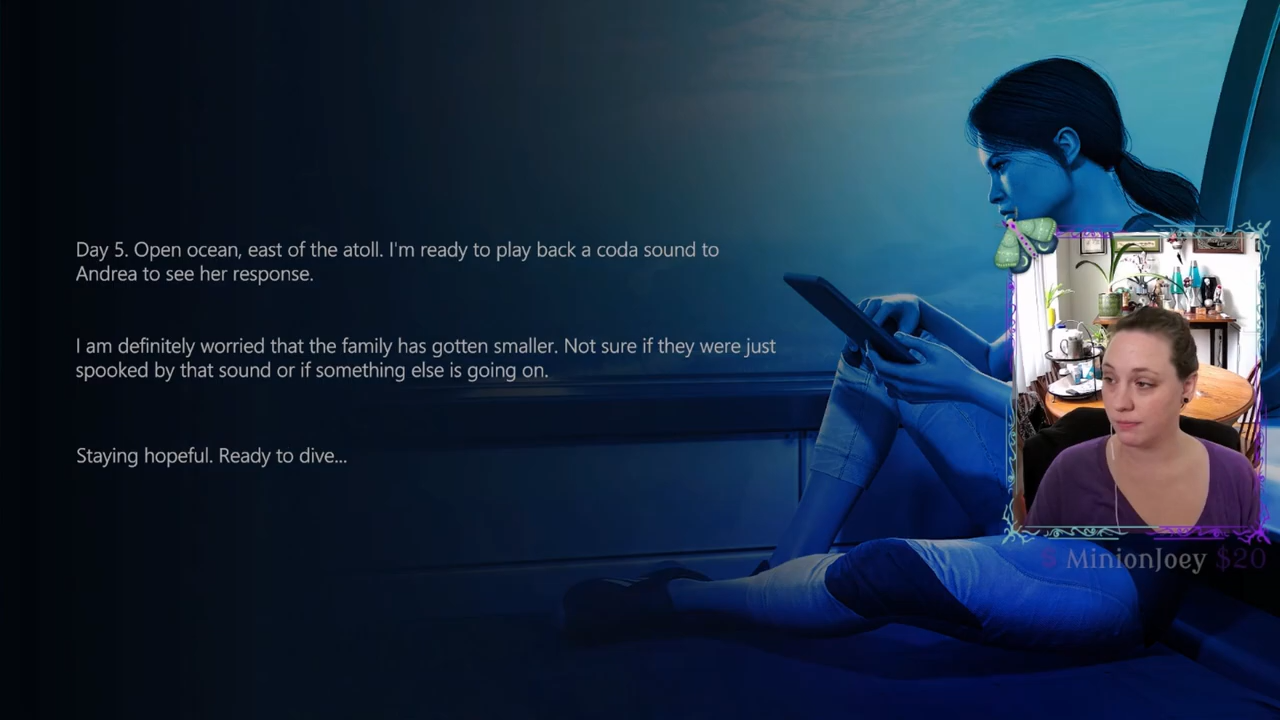 Day 5. Open ocean, east of the atoll. I'm ready to play back a coda sound to
Andrea to see her response.
I am definitely worried that the family has gotten smaller. Not sure if they were just
spooked by that sound or if something else is going on.
Staying hopeful. Ready to dive...
MinionJoey $20